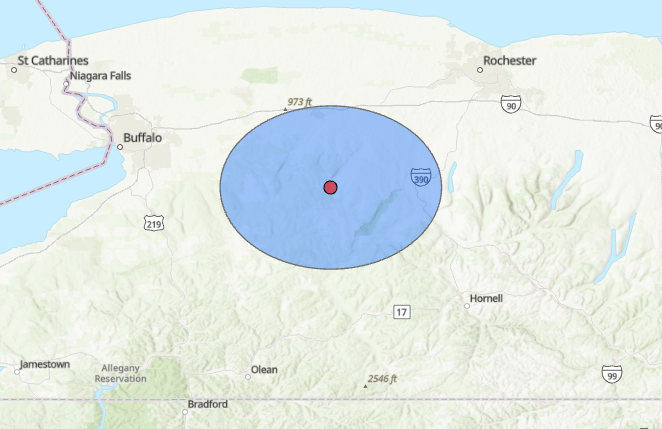 St Catharines
Niagara Falls
Rochester
973 ft
90
90
Buffalo
390
219
Hornell
17
Jamestown
Allegany
Reservation
Olean
2546 ft
99
Bradford